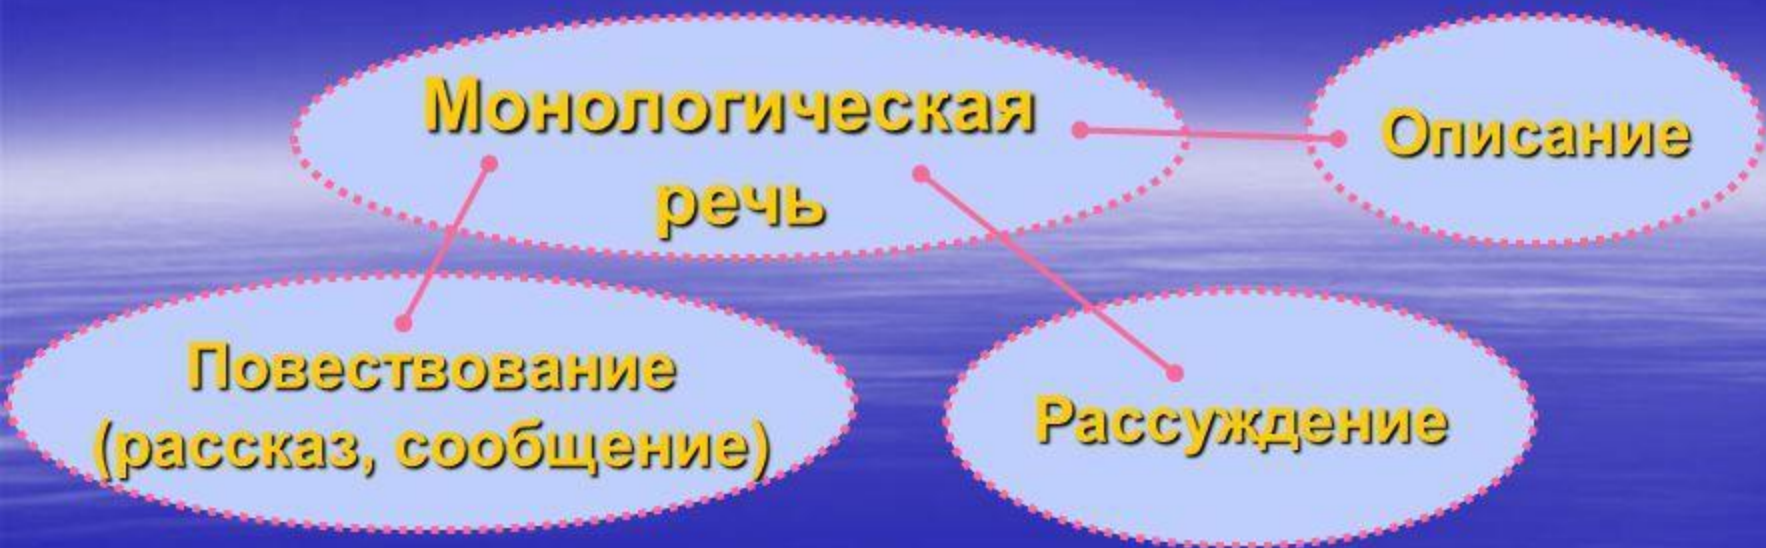 Монологическая
речь
Описание
Повествование
(рассказ, сообщение)
Рассуждение